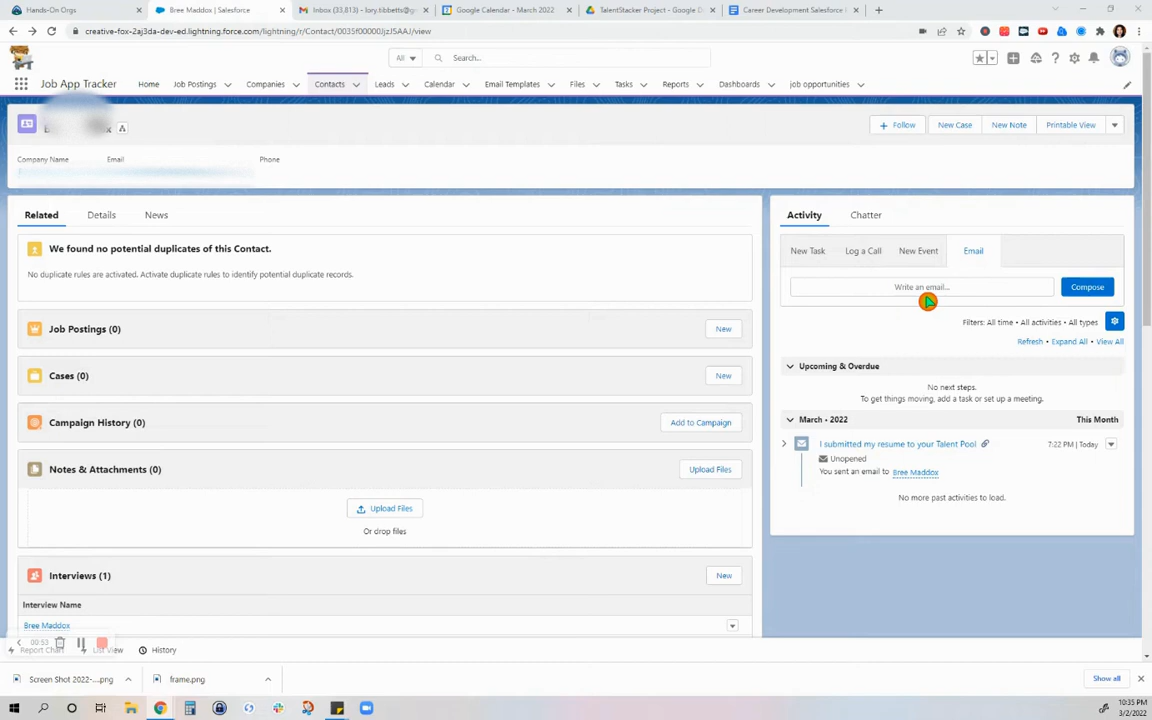 Hands-On Orgs
Bree Maddox | Salesforce
Inbox (33,813) - lory.tibbetts@g
Google Calendar - March 2022
TalentStacker Project - Google D
Career Development Salesforce
creative-fox-2aj3da-dev-ed.lightning.force.com/lightning/r/Contact/0035f00000JzJ5AAJ/view
All
Search...
Job App Tracker
Home
Job Postings
Companies
Contacts
Leads
Calendar
Email Templates
Files
Tasks
Reports
Dashboards
job opportunities
+ Follow
New Case
New Note
Printable View
Company Name
Email
Phone
Related
Details
News
We found no potential duplicates of this Contact.
No duplicate rules are activated. Activate duplicate rules to identify potential duplicate records.
Job Postings (0)
New
Cases (0)
New
Campaign History (0)
Add to Campaign
Notes & Attachments (0)
Upload Files
Upload Files
Or drop files
Interviews (1)
New
Interview Name
Bree Maddox
Activity
Chatter
New Task
Log a Call
New Event
Email
Write an email...
Compose
Filters: All time • All activities • All types
Refresh • Expand All • View All
Upcoming & Overdue
No next steps.
To get things moving, add a task or set up a meeting.
March • 2022
This Month
I submitted my resume to your Talent Pool
7:22 PM | Today
Unopened
You sent an email to Bree Maddox
No more past activities to load.
00:53
Report Chart
List View
History
Screen Shot 2022-....png
frame.png
Show all
10:35 PM
3/2/2022